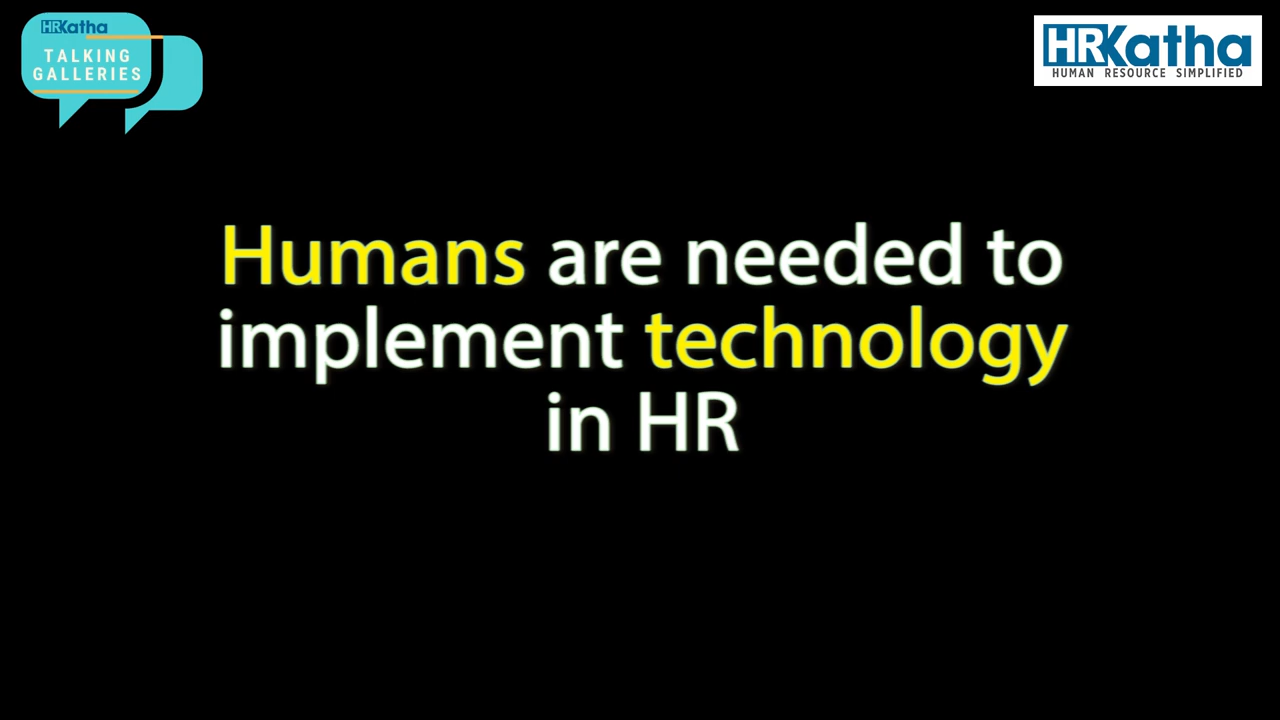 HRKatha
TALKING
GALLERIES
HRKatha
HUMAN RESOURCE SIMPLIFIED
Humans are needed to
implement technology
in HR